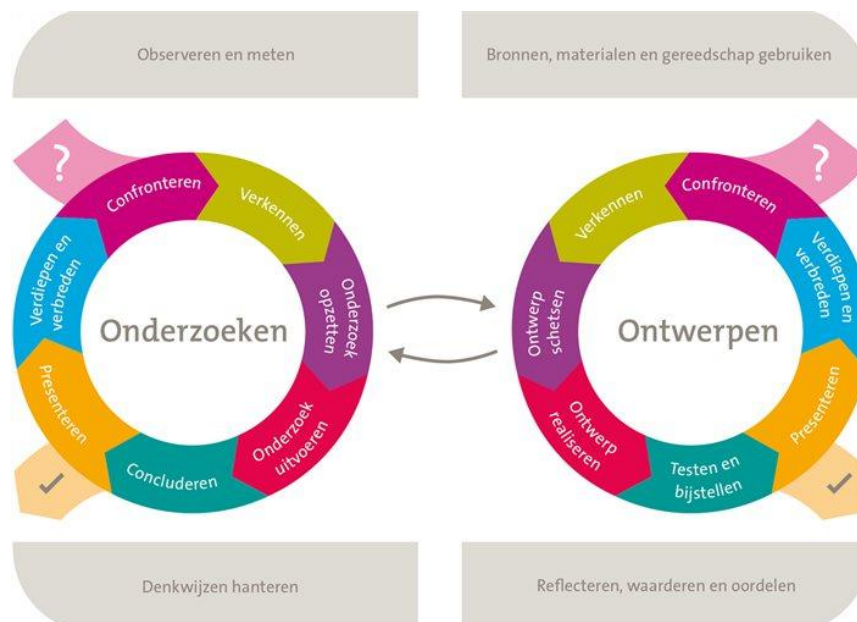 Observeren en meten
Bronnen, materialen en gereedschap gebruiken
?
Confronteren
Verkennen
Onderzoek
opzetten
Onderzoek
uitvoeren
Concluderen
Presenteren
Verdiepen en
verbreden
Onderzoeken
?
Confronteren
Verkennen
Ontwerp
schetsen
Ontwerp
realiseren
Testen en
bijstellen
Presenteren
Verdiepen en
verbreden
Ontwerpen
Denkwijzen hanteren
Reflecteren, waarderen en oordelen